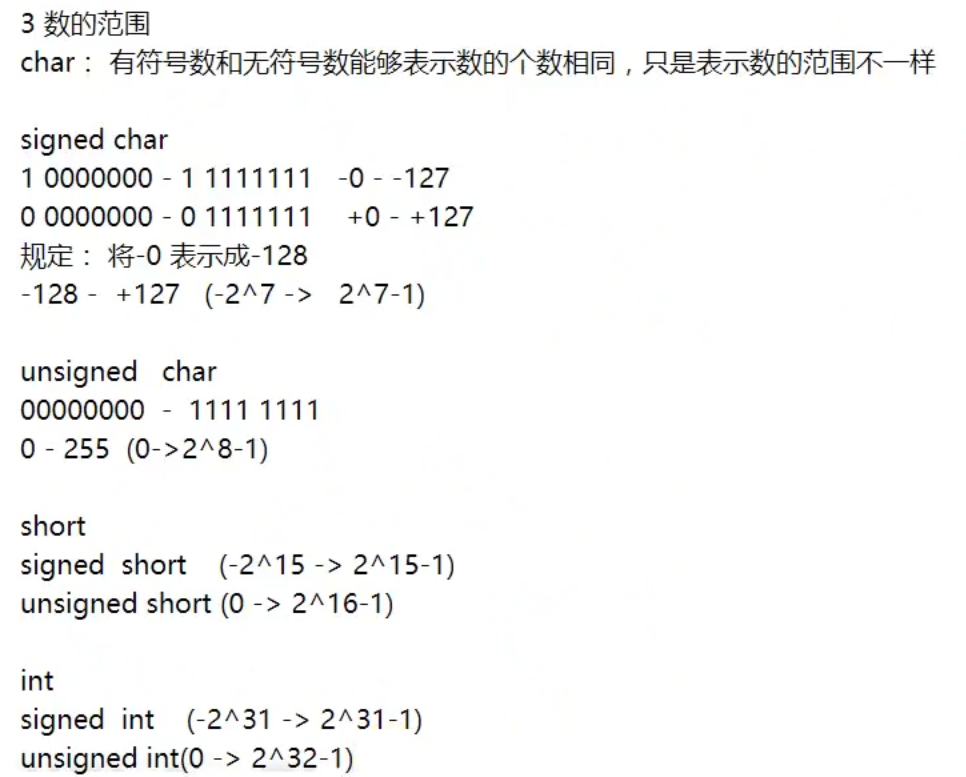 3 数的范围
char： 有符号数和无符号数能够表示数的个数相同，只是表示数的范围不一样
signed char
1 0000000 - 1 1111111 -0 - -127
0 0000000 - 0 1111111 +0 - +127
规定： 将-0 表示成-128
-128 - +127 (-2^7 -> 2^7-1)
unsigned char
00000000 - 1111 1111
0 - 255 (0->2^8-1)
short
signed short (-2^15 -> 2^15-1)
unsigned short (0 -> 2^16-1)
int
signed int (-2^31 -> 2^31-1)
unsigned int(0 -> 2^32-1)